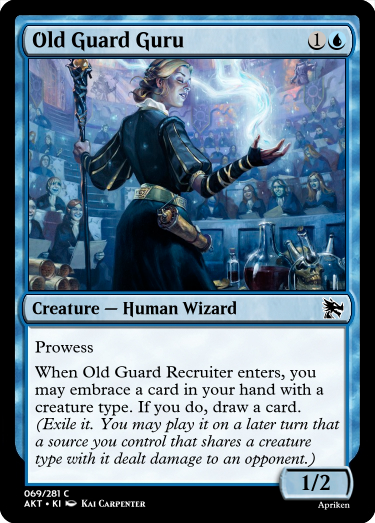 Old Guard Guru 1
Creature — Human Wizard
Prowess
When Old Guard Recruiter enters, you
may embrace a card in your hand with a
creature type. If you do, draw a card.
(Exile it. You may play it on a later turn that
a source you control that shares a creature
type with it dealt damage to an opponent.)
1/2
069/281 C
AKT • KI Kai Carpenter
Apriken